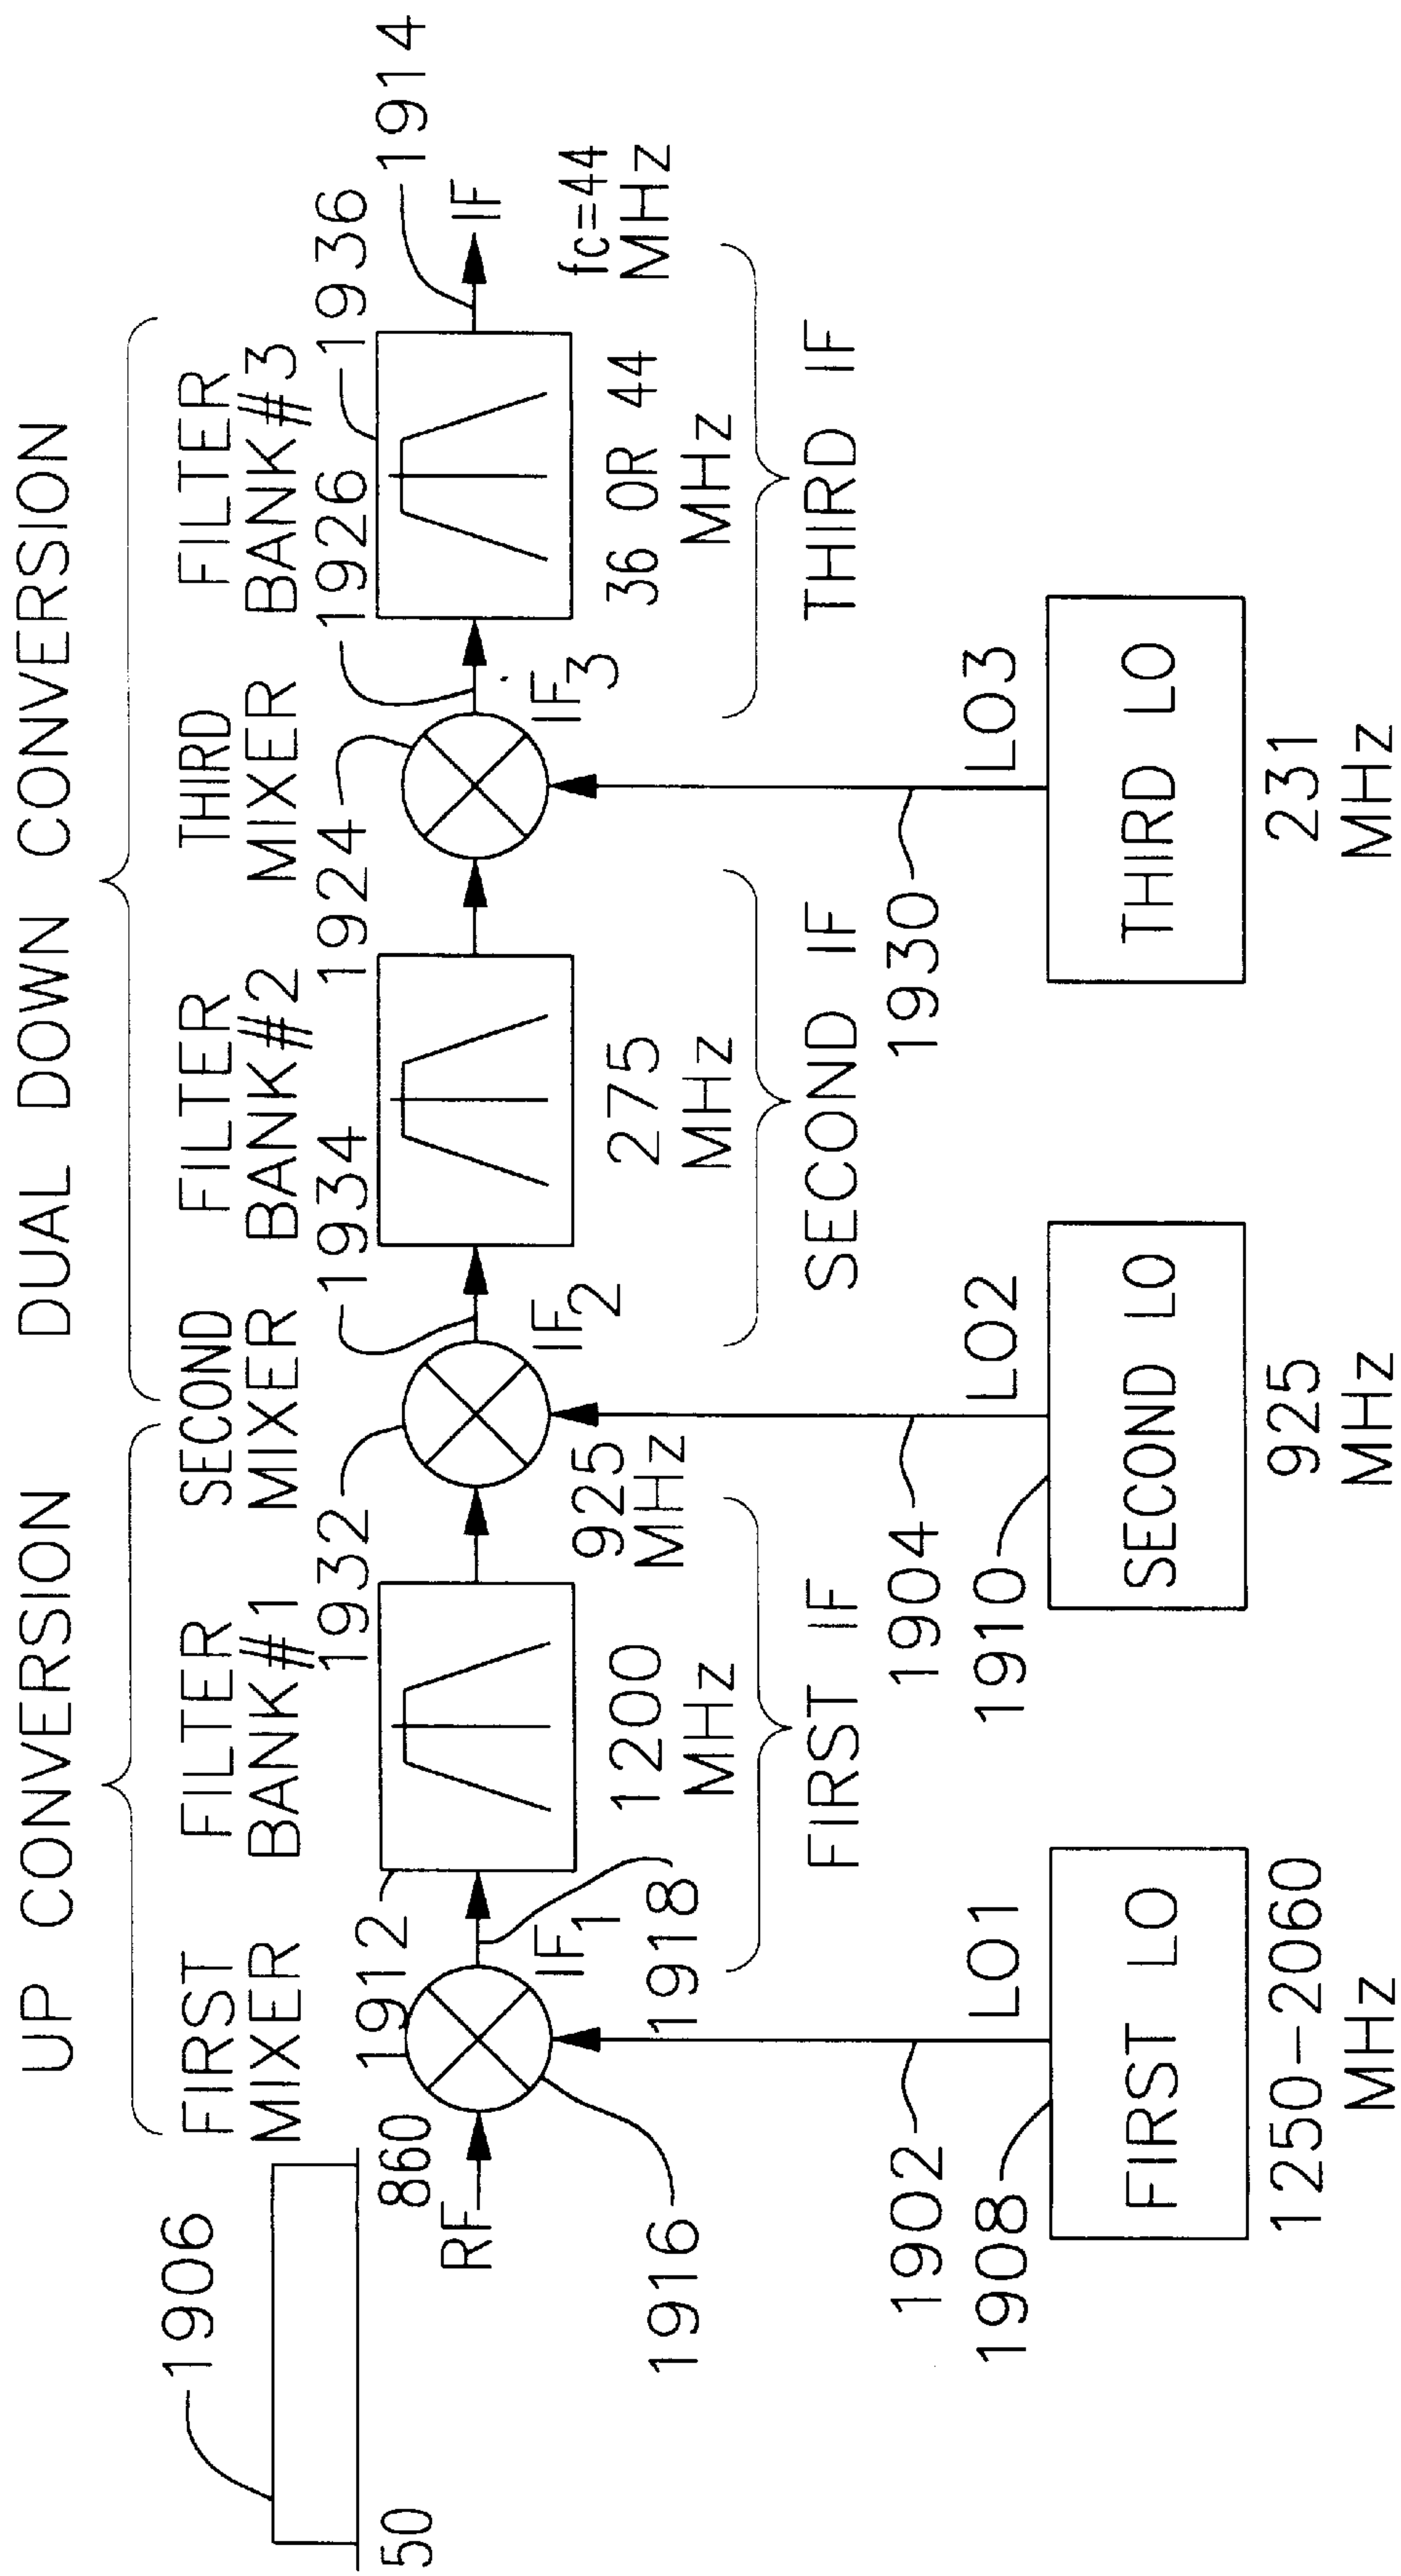 UP CONVERSION
DUAL DOWN CONVERSION
1906
50
860
FIRST
MIXER
FILTER
BANK#1
SECOND
MIXER
FILTER
BANK#2
THIRD
MIXER
FILTER
BANK#3
1912
1932
1934
1924
1926
1936
1914
RF
IF1
IF2
IF3
IF
1916
1918
1200
MHz
925
MHz
275
MHz
36 OR 44
MHz
fc=44
MHz
FIRST IF
SECOND IF
THIRD IF
1902
1904
1930
1908
LO1
1910
LO2
LO3
FIRST LO
SECOND LO
THIRD LO
1250-2060
MHz
925
MHz
231
MHz